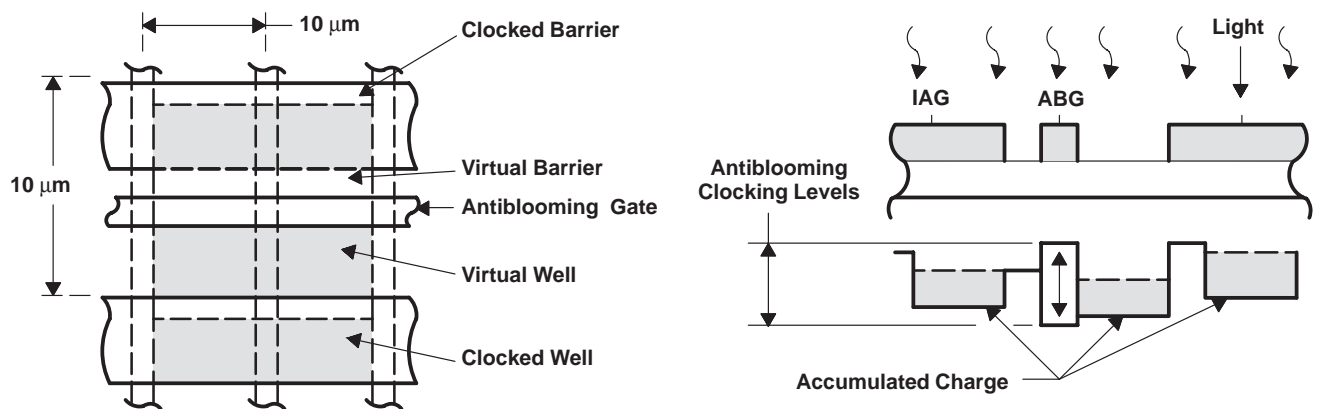 10 μm
Clocked Barrier
Virtual Barrier
10 μm
Antiblooming Gate
Virtual Well
Clocked Well
Light
IAG
ABG
Antiblooming
Clocking Levels
Accumulated Charge